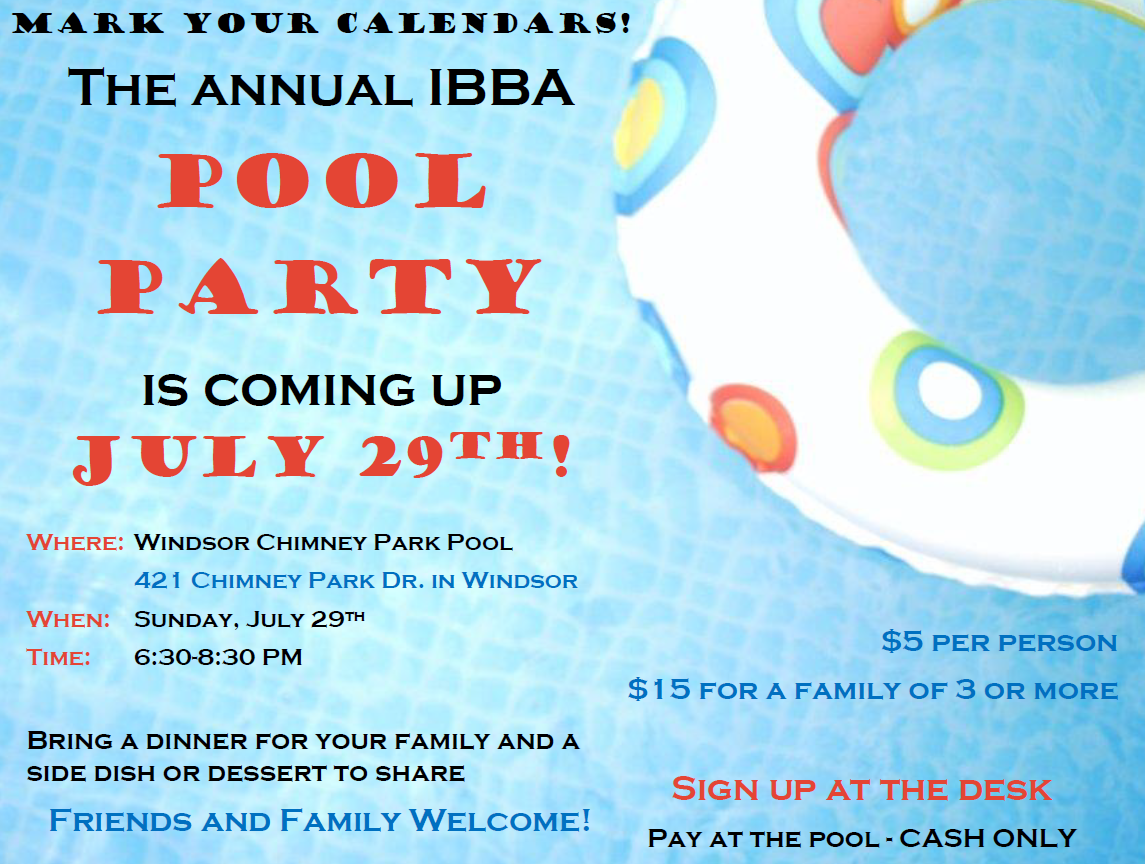 MARK YOUR CALENDARS!
THE ANNUAL IBBA
POOL
PARTY
IS COMING UP
JULY 29TH!
WHERE: WINDSOR CHIMNEY PARK POOL
421 CHIMNEY PARK DR. IN WINDSOR
WHEN: SUNDAY, JULY 29TH
TIME: 6:30-8:30 PM
$5 PER PERSON
$15 FOR A FAMILY OF 3 OR MORE
BRING A DINNER FOR YOUR FAMILY AND A
SIDE DISH OR DESSERT TO SHARE
FRIENDS AND FAMILY WELCOME!
SIGN UP AT THE DESK
PAY AT THE POOL - CASH ONLY